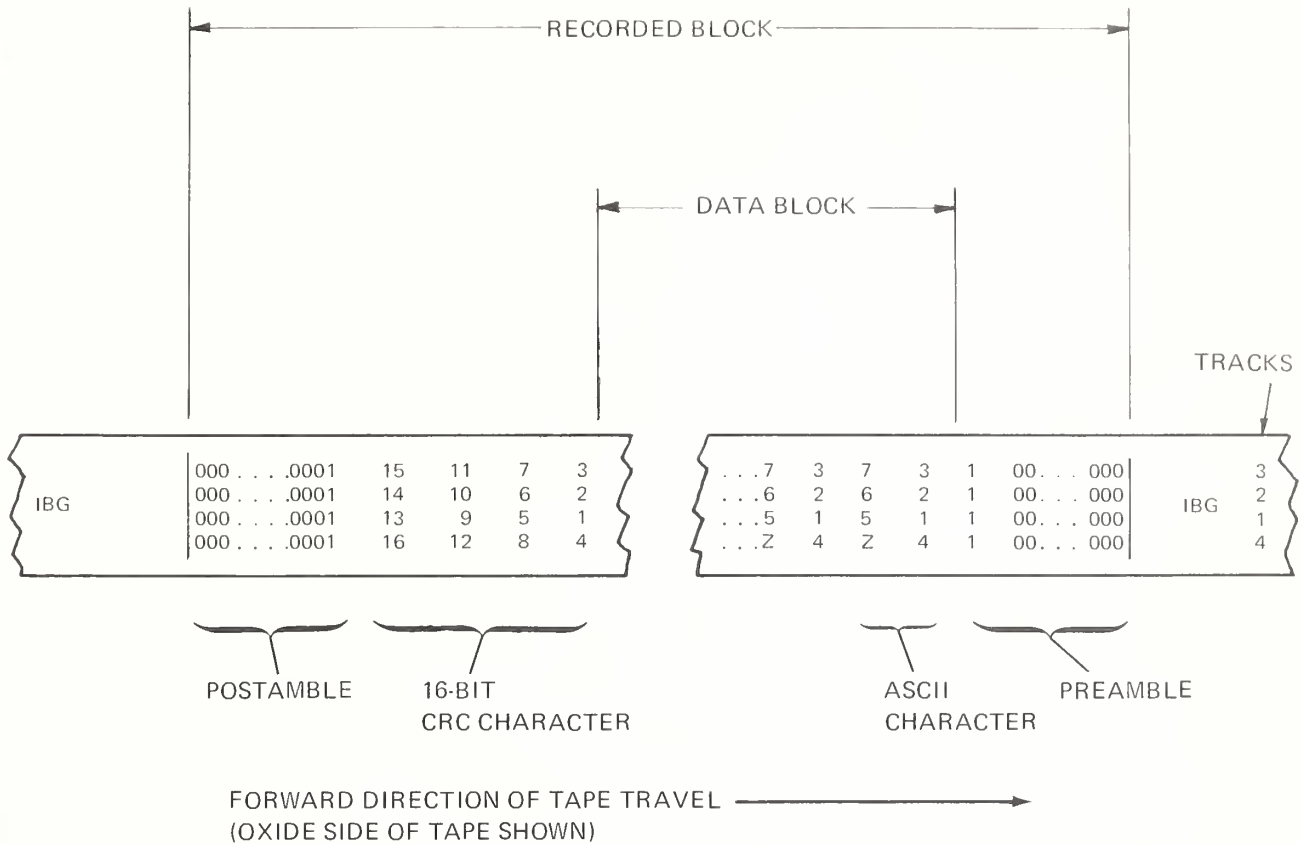 RECORDED BLOCK
DATA BLOCK
TRACKS
IBG
000 . . . .0001 15 11 7 3
000 . . . .0001 14 10 6 2
000 . . . .0001 13 9 5 1
000 . . . .0001 16 12 8 4
. . .7 3 7 3 1 00. . . 000
. . .6 2 6 2 1 00. . . 000
. . .5 1 5 1 1 00. . . 000
. . .Z 4 Z 4 1 00. . . 000
IBG
3
2
1
4
POSTAMBLE
16-BIT
CRC CHARACTER
ASCII
CHARACTER
PREAMBLE
FORWARD DIRECTION OF TAPE TRAVEL
(OXIDE SIDE OF TAPE SHOWN)